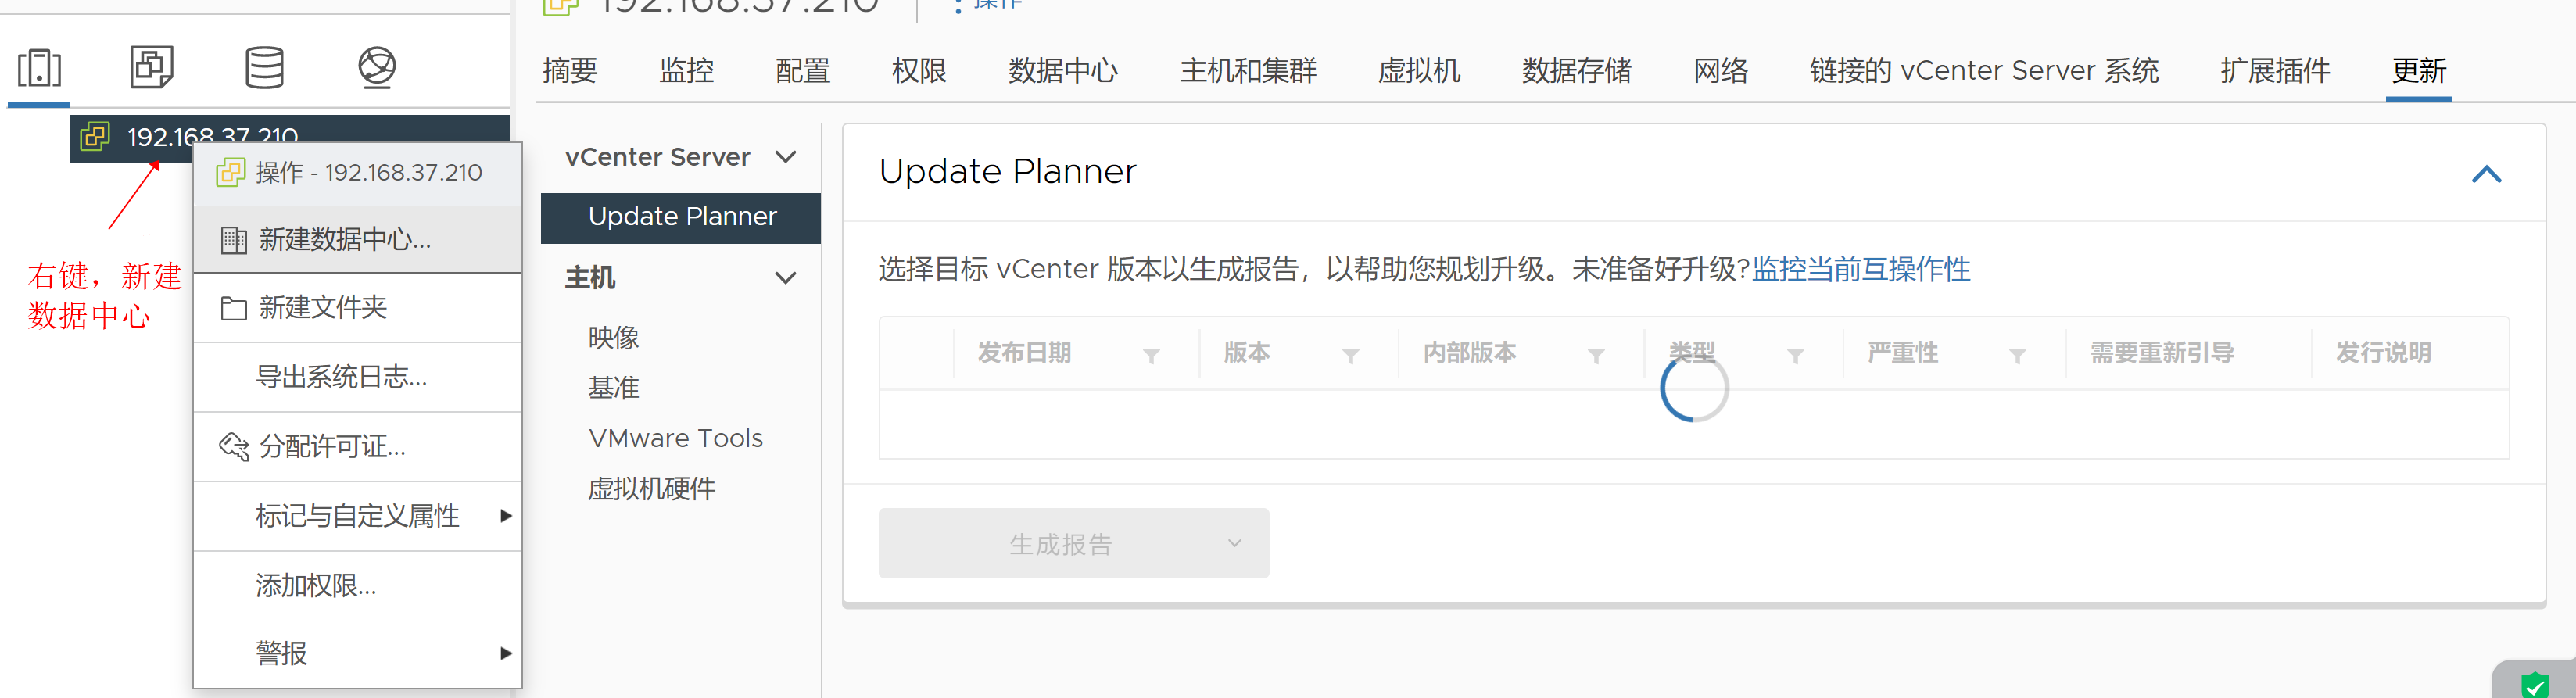 192.168.37.210
操作
摘要 监控 配置 权限 数据中心 主机和集群 虚拟机 数据存储 网络 链接的 vCenter Server 系统 扩展插件 更新
192.168.37.210
操作 - 192.168.37.210
新建数据中心...
新建文件夹
导出系统日志...
分配许可证...
标记与自定义属性
添加权限...
警报
右键，新建
数据中心
vCenter Server
Update Planner
主机
映像
基准
VMware Tools
虚拟机硬件
Update Planner
选择目标 vCenter 版本以生成报告，以帮助您规划升级。未准备好升级?监控当前互操作性
发布日期 版本 内部版本 类型 严重性 需要重新引导 发行说明
生成报告